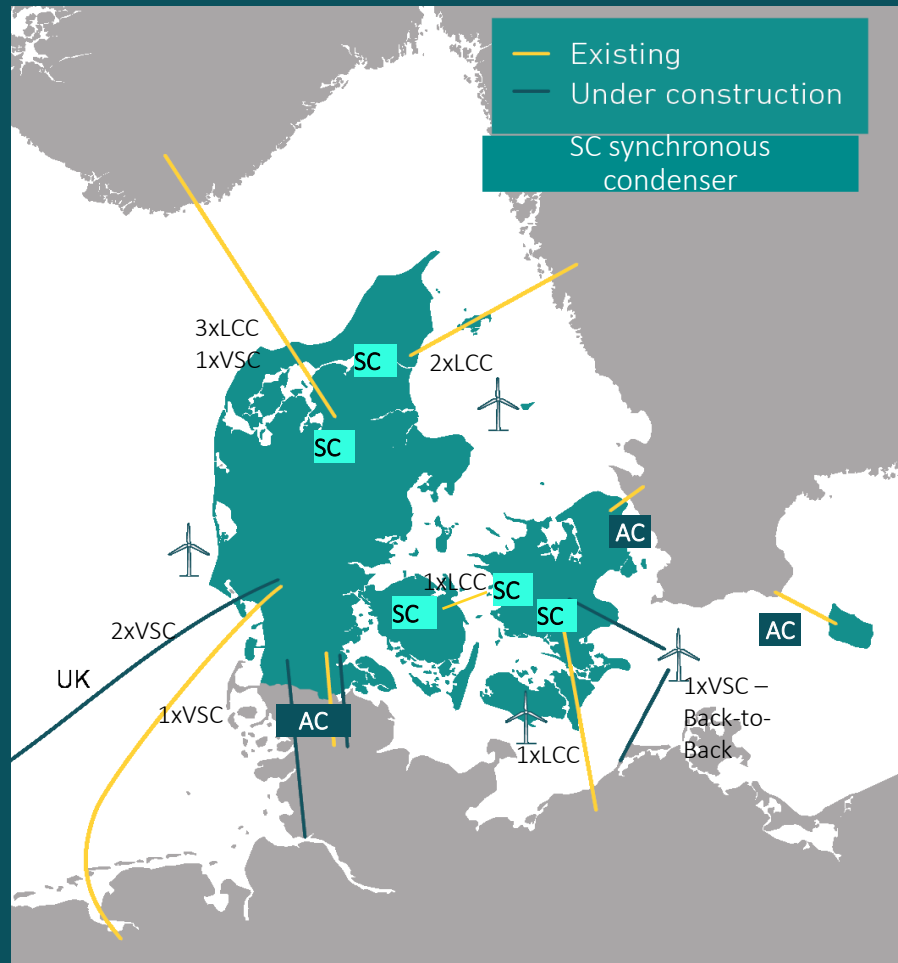 Existing
Under construction
SC synchronous
condenser
3xLCC
1xVSC
SC
2xLCC
SC
AC
1xLCC
SC
SC
SC
AC
2xVSC
UK
1xVSC
AC
1xLCC
1xVSC –
Back-to-
Back